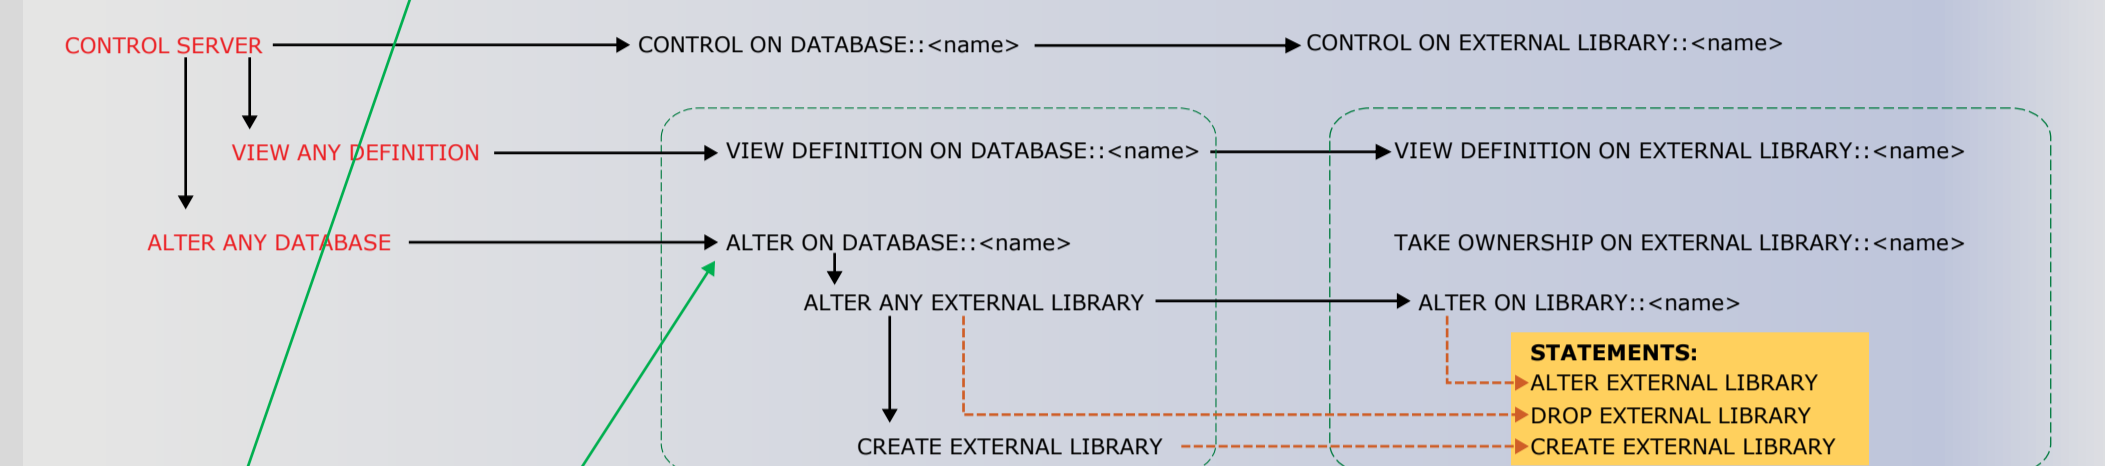 CONTROL SERVER
CONTROL ON DATABASE::<name>
CONTROL ON EXTERNAL LIBRARY::<name>
VIEW ANY DEFINITION
VIEW DEFINITION ON DATABASE::<name>
VIEW DEFINITION ON EXTERNAL LIBRARY::<name>
ALTER ANY DATABASE
ALTER ON DATABASE::<name>
TAKE OWNERSHIP ON EXTERNAL LIBRARY::<name>
ALTER ANY EXTERNAL LIBRARY
ALTER ON LIBRARY::<name>
STATEMENTS:
ALTER EXTERNAL LIBRARY
DROP EXTERNAL LIBRARY
CREATE EXTERNAL LIBRARY
CREATE EXTERNAL LIBRARY